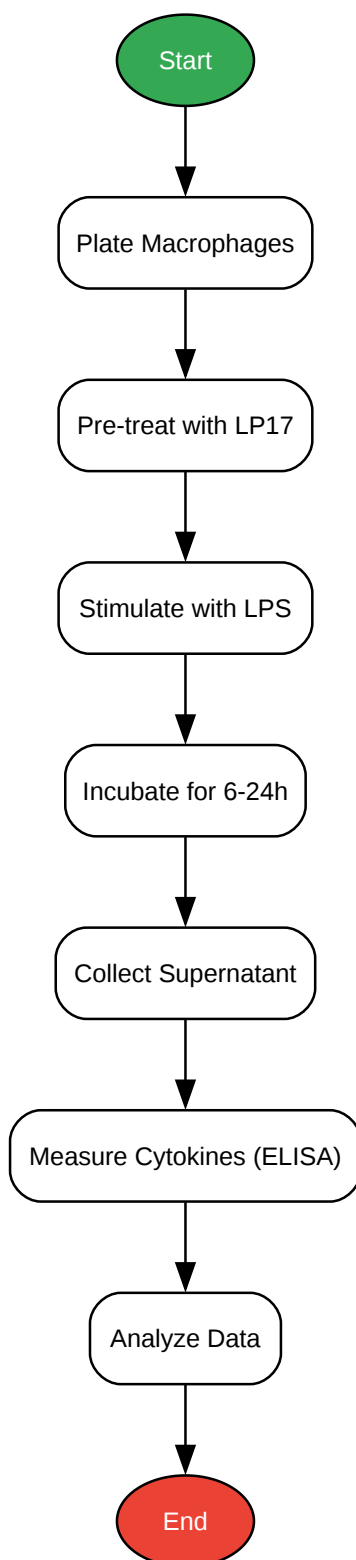 Start
Plate Macrophages
Pre-treat with LP17
Stimulate with LPS
Incubate for 6-24h
Collect Supernatant
Measure Cytokines (ELISA)
Analyze Data
End